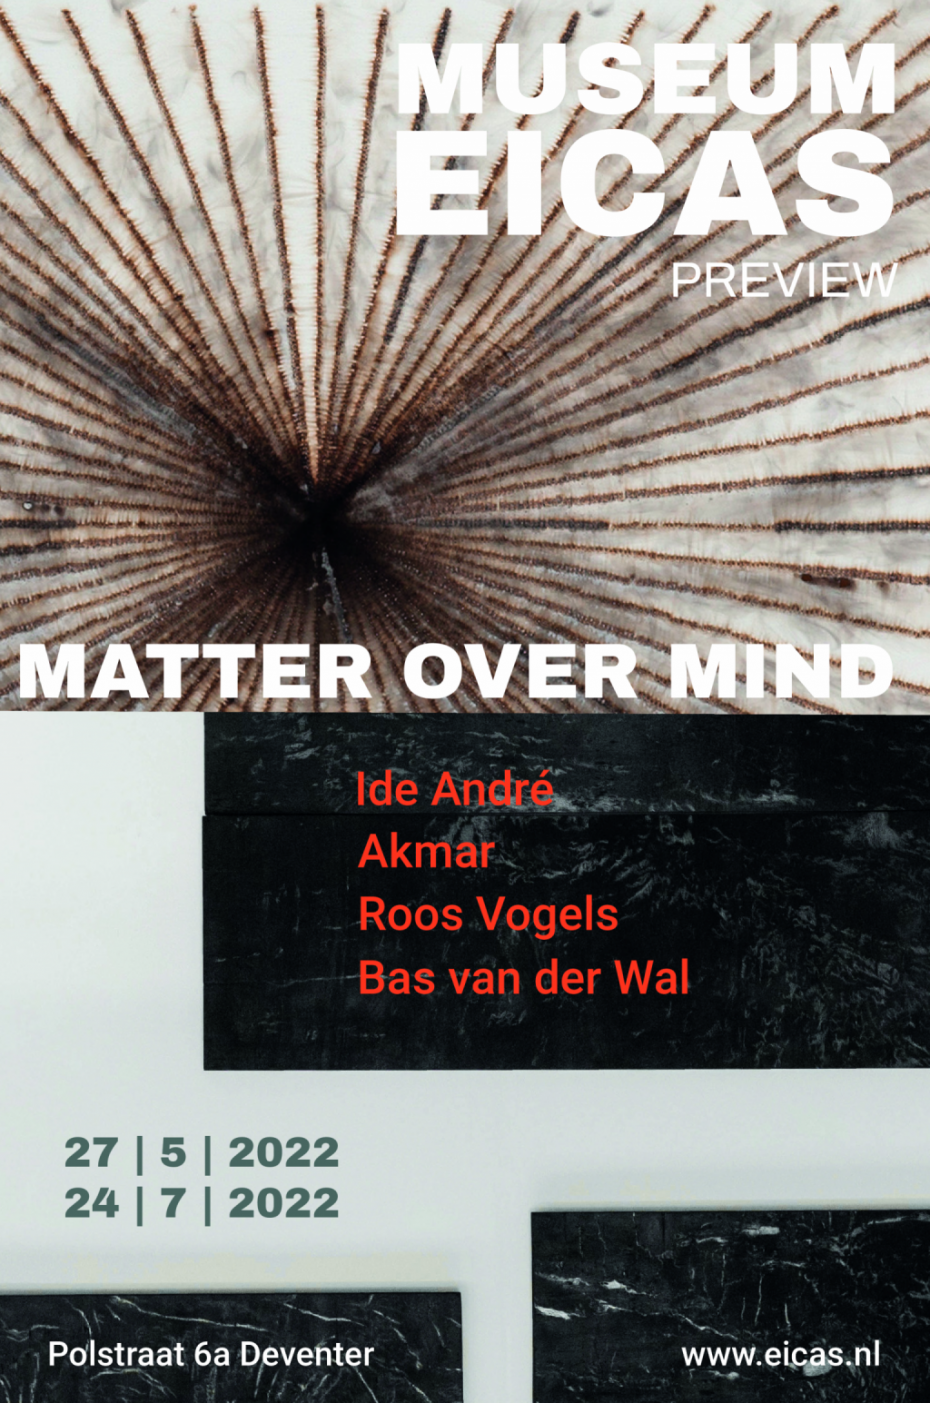 MUSEUM
EICAS
PREVIEW
MATTER OVER MIND
Ide André
Akmar
Roos Vogels
Bas van der Wal
27 | 5 | 2022
24 | 7 | 2022
Polstraat 6a Deventer
www.eicas.nl